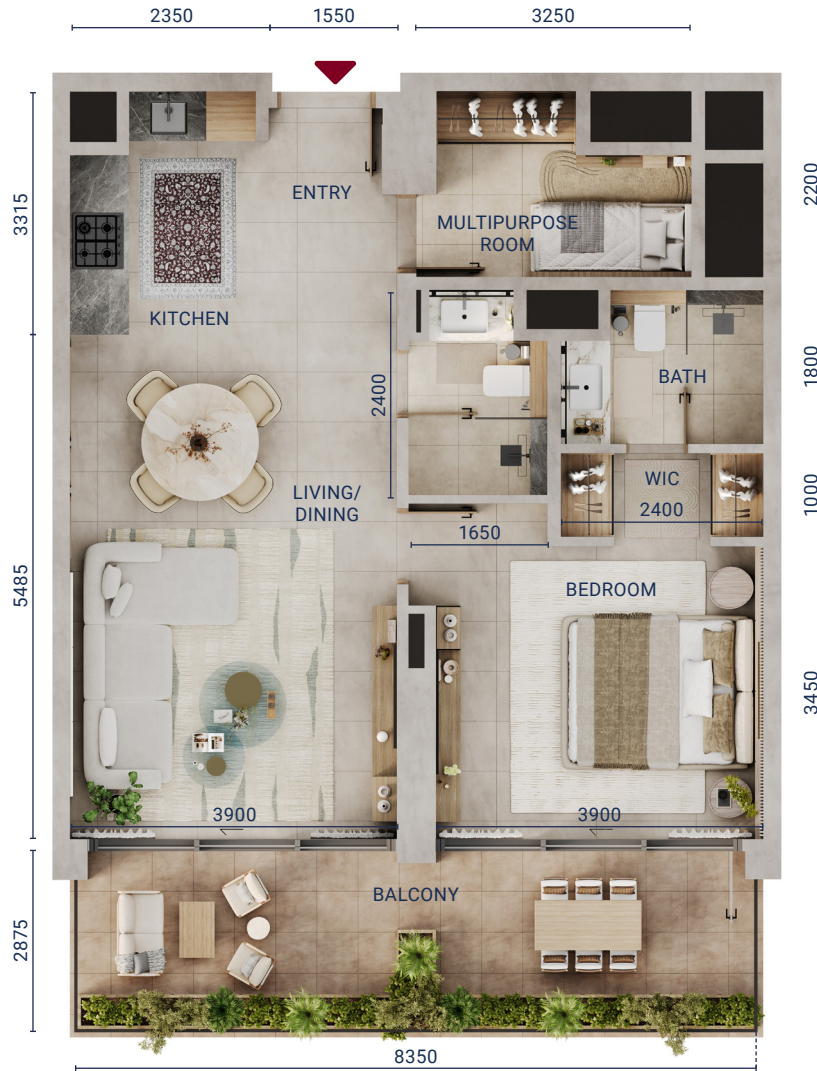 2350
1550
3250
ENTRY
3315
2200
MULTIPURPOSE
ROOM
KITCHEN
2400
BATH
1800
LIVING/
DINING
WIC
2400
1000
1650
5485
BEDROOM
3450
3900
3900
BALCONY
2875
8350